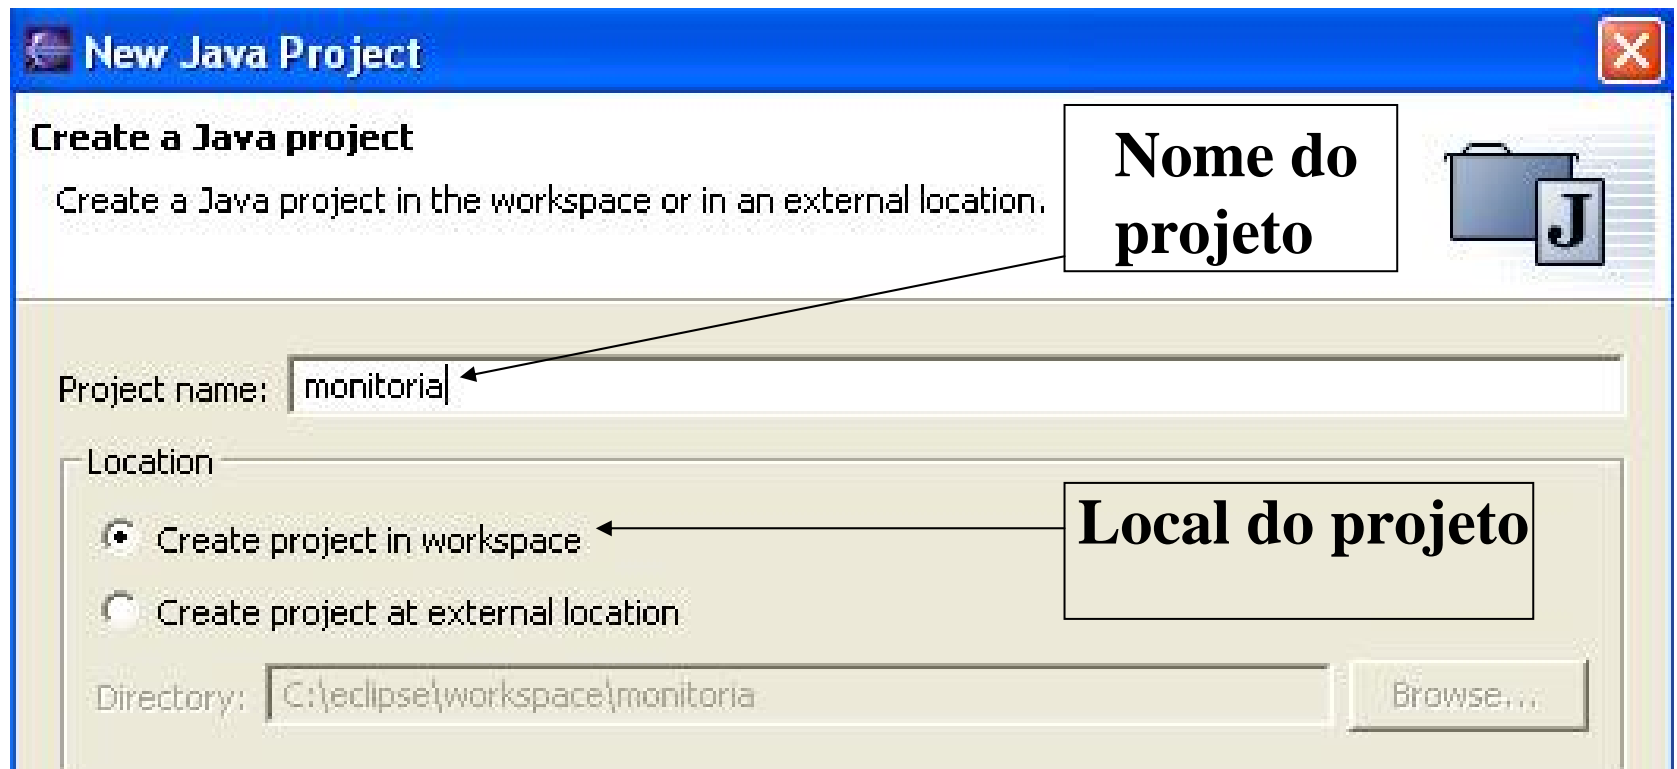 New Java Project
Create a Java project
Create a Java project in the workspace or in an external location.
Nome do
projeto
J
Project name: monitoria
Location
Create project in workspace
Local do projeto
Create project at external location
Directory: C:\eclipse\workspace\monitoria Browse...